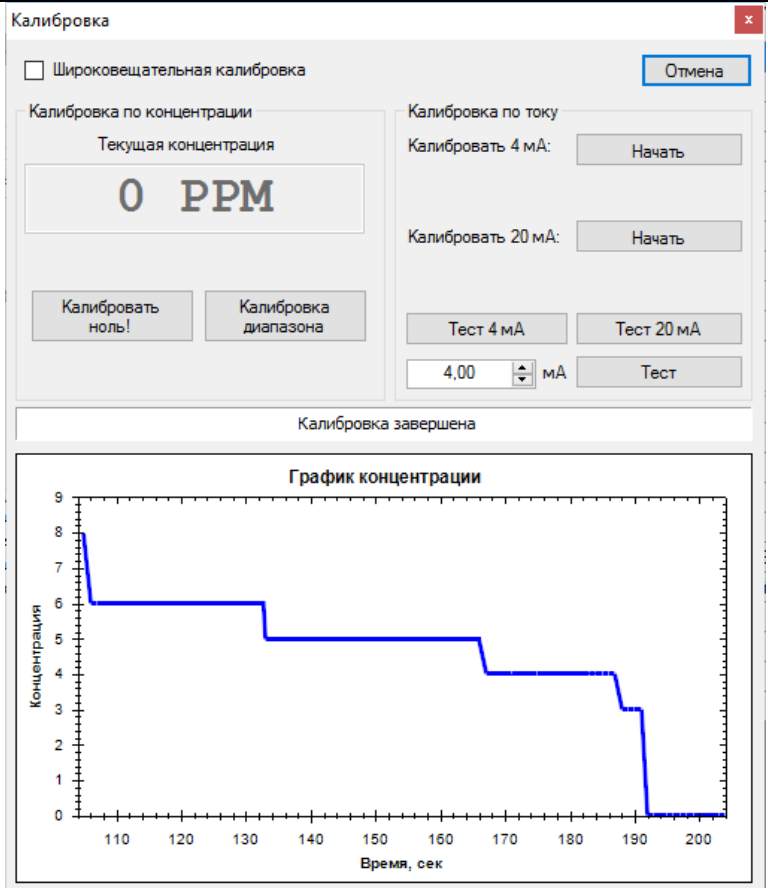 Калибровка
x
Широковещательная калибровка
Отмена
Калибровка по концентрации
Текущая концентрация
0 PPM
Калибровать
ноль!
Калибровка
диапазона
Калибровка по току
Калибровать 4 мА:
Начать
Калибровать 20 мА:
Начать
Тест 4 мА
Тест 20 мА
4,00
мА
Тест
Калибровка завершена
График концентрации
Концентрация
9
8
7
6
5
4
3
2
1
0
110 120 130 140 150 160 170 180 190 200
Время, сек